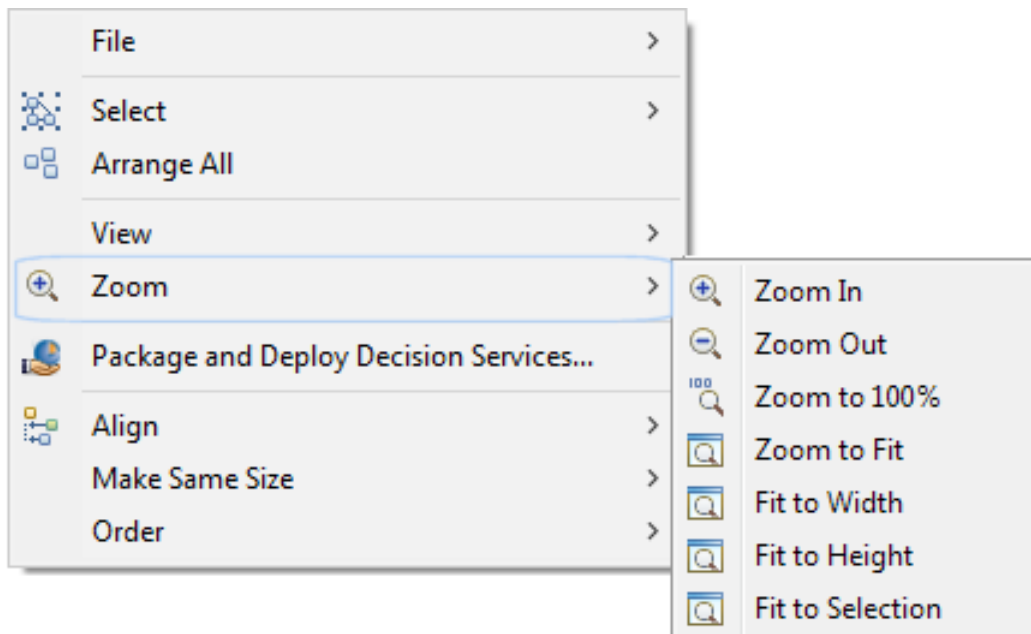 File
Select
Arrange All
View
Zoom
Package and Deploy Decision Services...
Align
Make Same Size
Order
Zoom In
Zoom Out
100
Zoom to 100%
Zoom to Fit
Fit to Width
Fit to Height
Fit to Selection